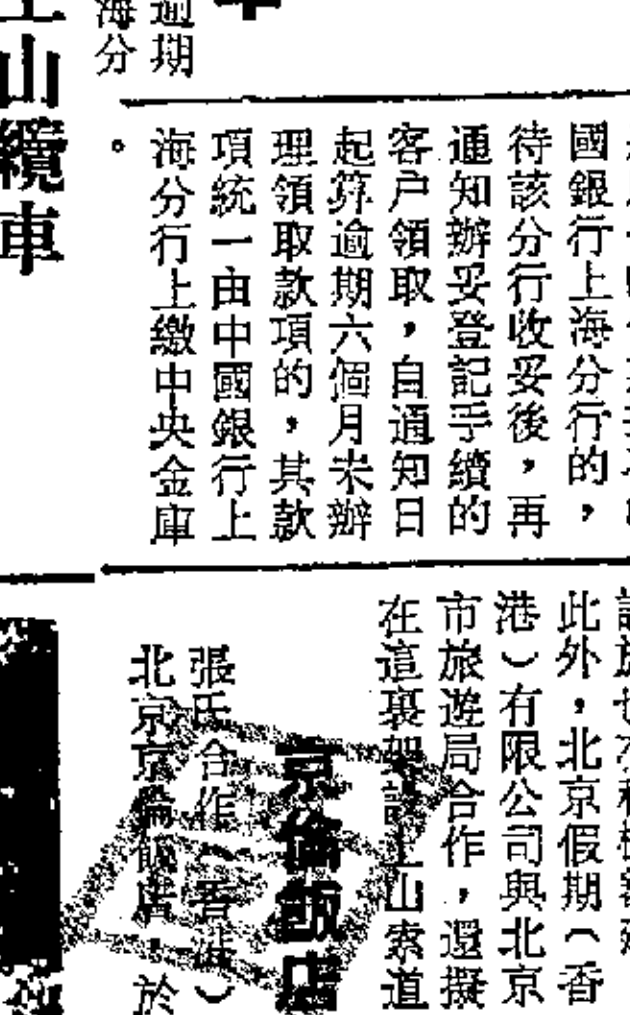 國銀行上海分行的，
待該分行收妥後，再
通知辦妥登記手續的
客户領取，自通知日
起算逾期六個月未辦
理領取款項的，其款
項統一由中國銀行上
海分行上繳中央金庫
。
逾期
海分
山纜車
此外，北京假期（香
港）有限公司與北京
市旅遊局合作，還擬
在這裏架設上山索道
京倫飯店
張氏合作（香港）
北京京倫飯店，於